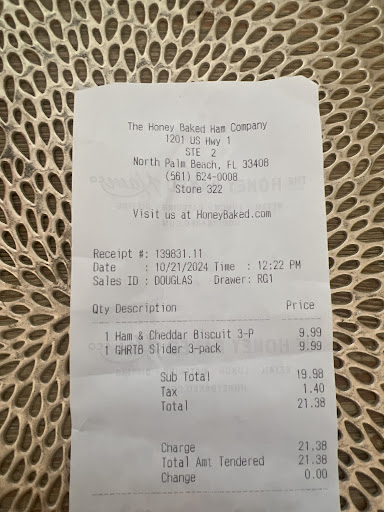 The Honey Baked Ham Company
1201 US Hwy 1
STE 2
North Palm Beach, FL 33408
(561) 624-0008
Store 322
Visit us at HoneyBaked.com
Receipt #: 139831.11
Date : 10/21/2024 Time : 12:22 PM
Sales ID : DOUGLAS Drawer: RG1
Qty Description Price
1 Ham & Cheddar Biscuit 3-P 9.99
1 GHRTB Slider 3-pack 9.99
Sub Total 19.98
Tax 1.40
Total 21.38
Charge 21.38
Total Amt Tendered 21.38
Change 0.00